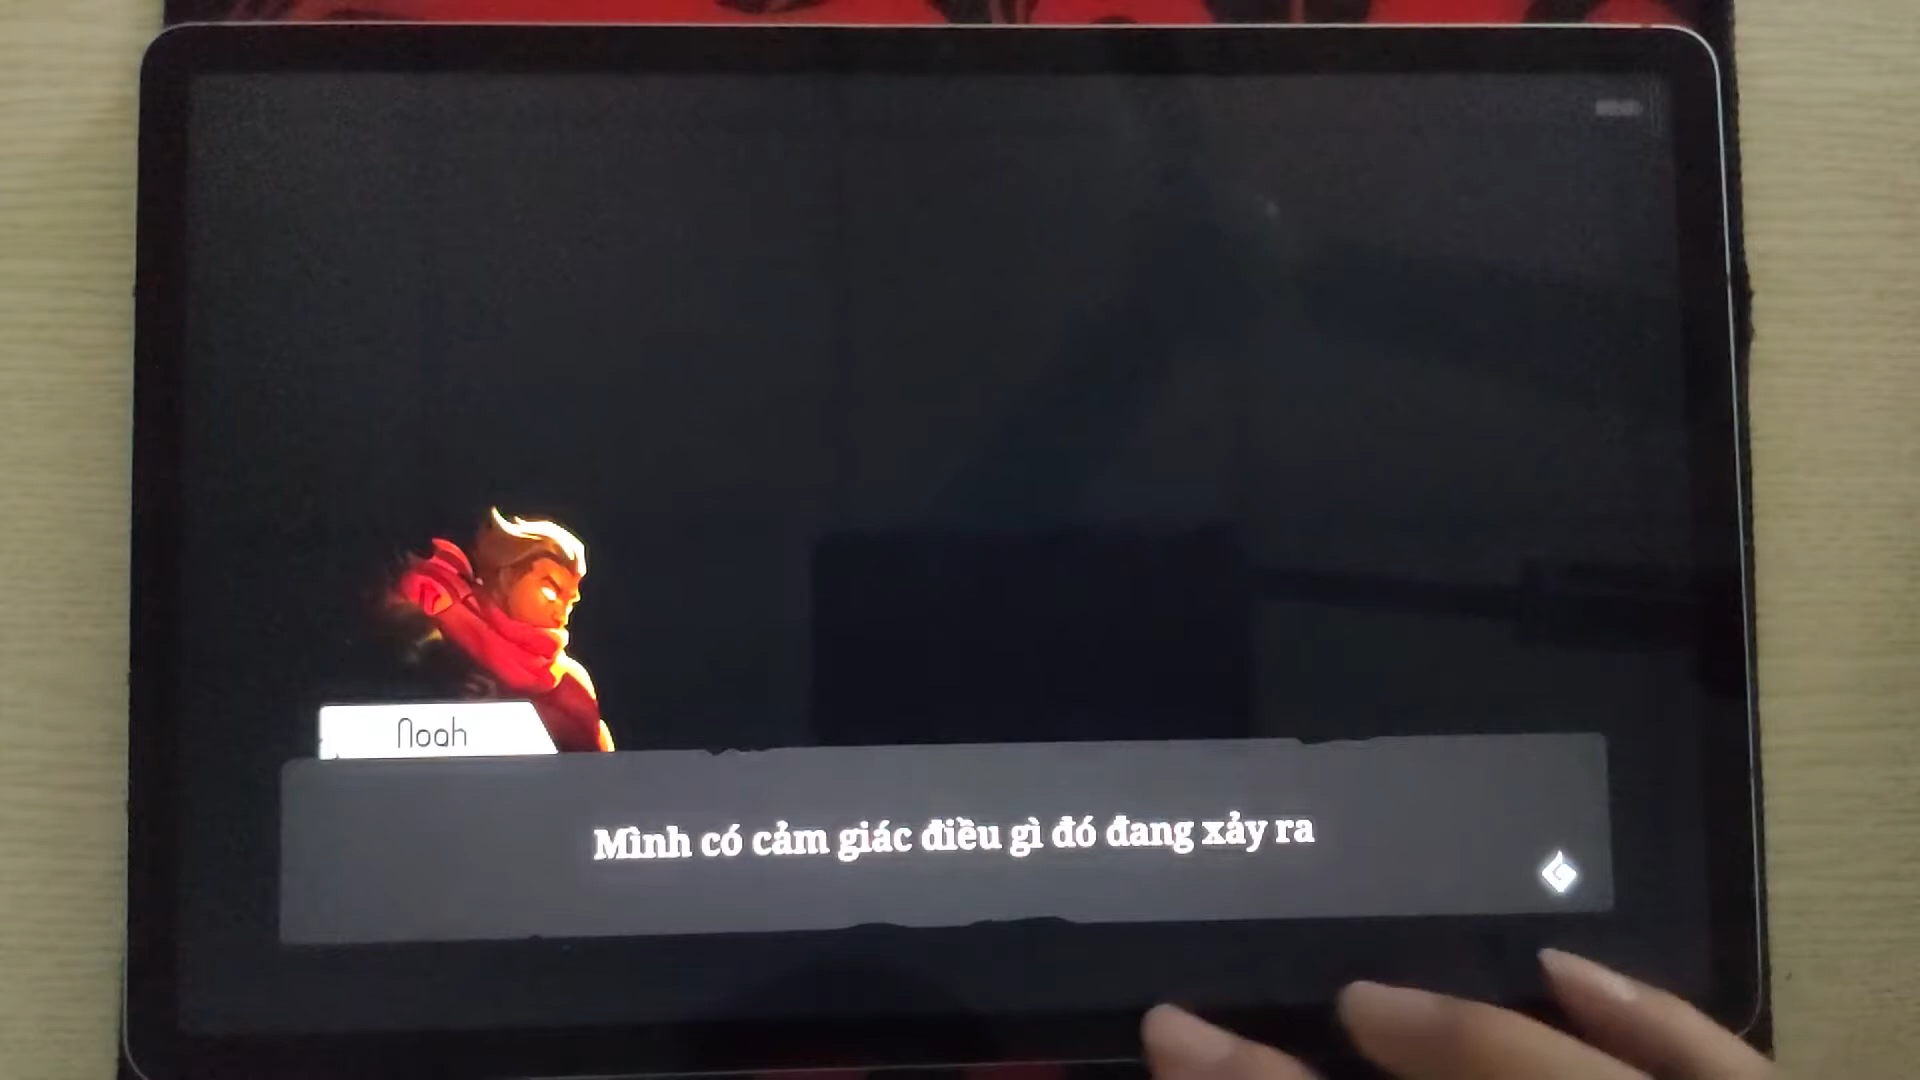 Noah
Mình có cảm giác điều gì đó đang xảy ra